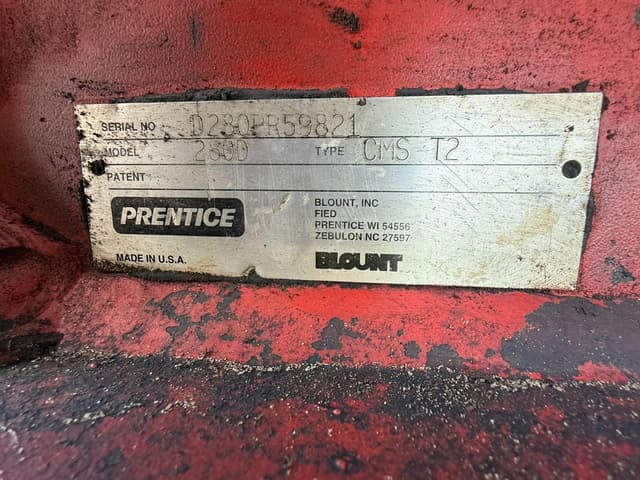 SERIAL NO D280PR59821
MODEL 280D TYPE CMS T2
PATENT
PRENTICE
BLOUNT, INC
FIED
PRENTICE WI 54556
ZEBULON NC 27597
MADE IN U.S.A.
BLOUNT